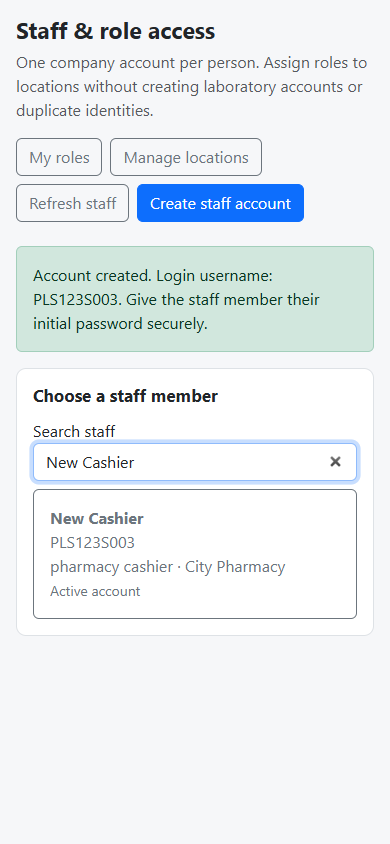 Staff & role access
One company account per person. Assign roles to
locations without creating laboratory accounts or
duplicate identities.
My roles
Manage locations
Refresh staff
Create staff account
Account created. Login username:
PLS123S003. Give the staff member their
initial password securely.
Choose a staff member
Search staff
New Cashier
New Cashier
PLS123S003
pharmacy cashier · City Pharmacy
Active account